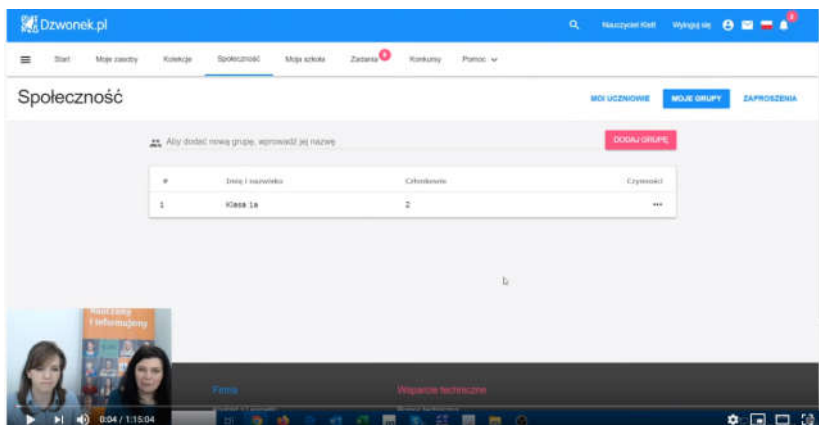 Dzwonek.pl
Nauczyciel Klett Wyloguj się
Start Moje zasoby Kolekcje Społeczność Moja szkoła Zadania Konkursy Pomoc
Społeczność
MOI UCZNIOWIE MOJE GRUPY ZAPROSZENIA
Aby dodać nową grupę, wprowadź jej nazwę
DODAJ GRUPĘ
# Imię i nazwisko Członkowie Czynności
1 Klasa 1a 2
i informujemy
Firma Wsparcie techniczne
0:04 / 1:15:04